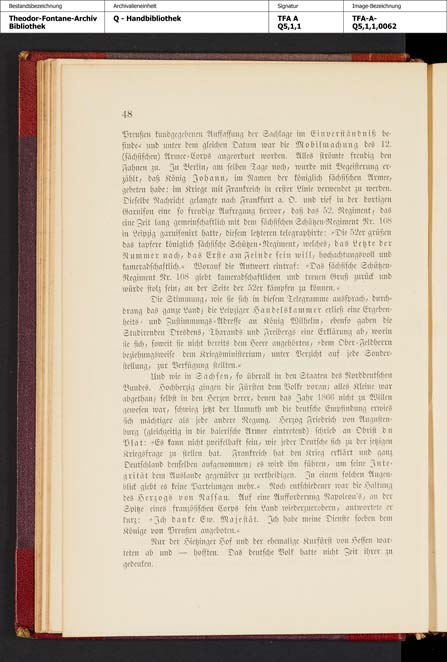 Bestandsbezeichnung
Archivalieneinheit
Signatur
Image-Bezeichnung
Theodor-Fontane-Archiv
Bibliothek
Q - Handbibliothek
TFA A
Q5,1,1
TFA-A-
Q5,1,1,0062
48
Preußen kundgegebenen Auffassung der Sachlage im Einverständniß be-
finde« und unter dem gleichen Datum war die Mobilmachung des 12.
(sächsischen) Armee-Corps angeordnet worden. Alles strömte freudig den
Fahnen zu. In Berlin, am selben Tage noch, wurde mit Begeisterung er-
zählt, daß König Johann, im Namen der königlich sächsischen Armee,
gebeten habe: im Kriege mit Frankreich in erster Linie verwendet zu werden.
Dieselbe Nachricht gelangte nach Frankfurt a. O. und rief in der dortigen
Garnison eine so freudige Aufregung hervor, daß das 52. Regiment, das
eine Zeit lang gemeinschaftlich mit dem sächsischen Schützen-Regiment Nr. 108
in Leipzig garnisonirt hatte, diesem letzteren telegraphirte: »Die 52er grüßen
das tapfere königlich sächsische Schützen-Regiment, welches, das Letzte der
Nummer nach, das Erste am Feinde sein will, hochachtungsvoll und
kameradschaftlich.« Worauf die Antwort eintraf: »Das sächsische Schützen-
Regiment Nr. 108 giebt kameradschaftlichen und treuen Gruß zurück und
würde stolz sein, an der Seite der 52er kämpfen zu können.«
Die Stimmung, wie sie sich in diesem Telegramme aussprach, durch-
drang das ganze Land; die Leipziger Handelskammer erließ eine Ergeben-
heits- und Zustimmungs-Adresse an König Wilhelm, ebenso gaben die
Studirenden Dresdens, Tharands und Freibergs eine Erklärung ab, worin
sie sich, soweit sie nicht bereits dem Heere angehörten, »dem Ober-Feldherrn
beziehungsweise dem Kriegsministerium, unter Verzicht auf jede Sonder-
stellung, zur Verfügung stellten.«
Und wie in Sachsen, so überall in den Staaten des Norddeutschen
Bundes. Hochherzig gingen die Fürsten dem Volke voran; alles Kleine war
abgethan; selbst in den Herzen derer, denen das Jahr 1866 nicht zu Willen
gewesen war, schwieg jetzt der Unmuth und die deutsche Empfindung erwies
sich mächtiger als jede andere Regung. Herzog Friedrich von Augusten-
burg (gleichzeitig in die baierische Armee eintretend) schrieb an Obrist du
Plat: »Es kann nicht zweifelhaft sein, wie jeder Deutsche sich zu der jetzigen
Kriegsfrage zu stellen hat. Frankreich hat den Krieg erklärt und ganz
Deutschland denselben aufgenommen; es wird ihn führen, um seine Inte-
grität dem Auslande gegenüber zu vertheidigen. In einem solchen Augen-
blick giebt es keine Parteiungen mehr.« Noch entschiedener war die Haltung
des Herzogs von Nassau. Auf eine Aufforderung Napoleon's, an der
Spitze eines französischen Corps sein Land wiederzuerobern, antwortete er
kurz: »Ich danke Ew. Majestät. Ich habe meine Dienste soeben dem
Könige von Preußen angeboten.«
Nur der Hietzinger Hof und der ehemalige Kurfürst von Hessen war-
teten ab und — hofften. Das deutsche Volk hatte nicht Zeit ihrer zu
gedenken.